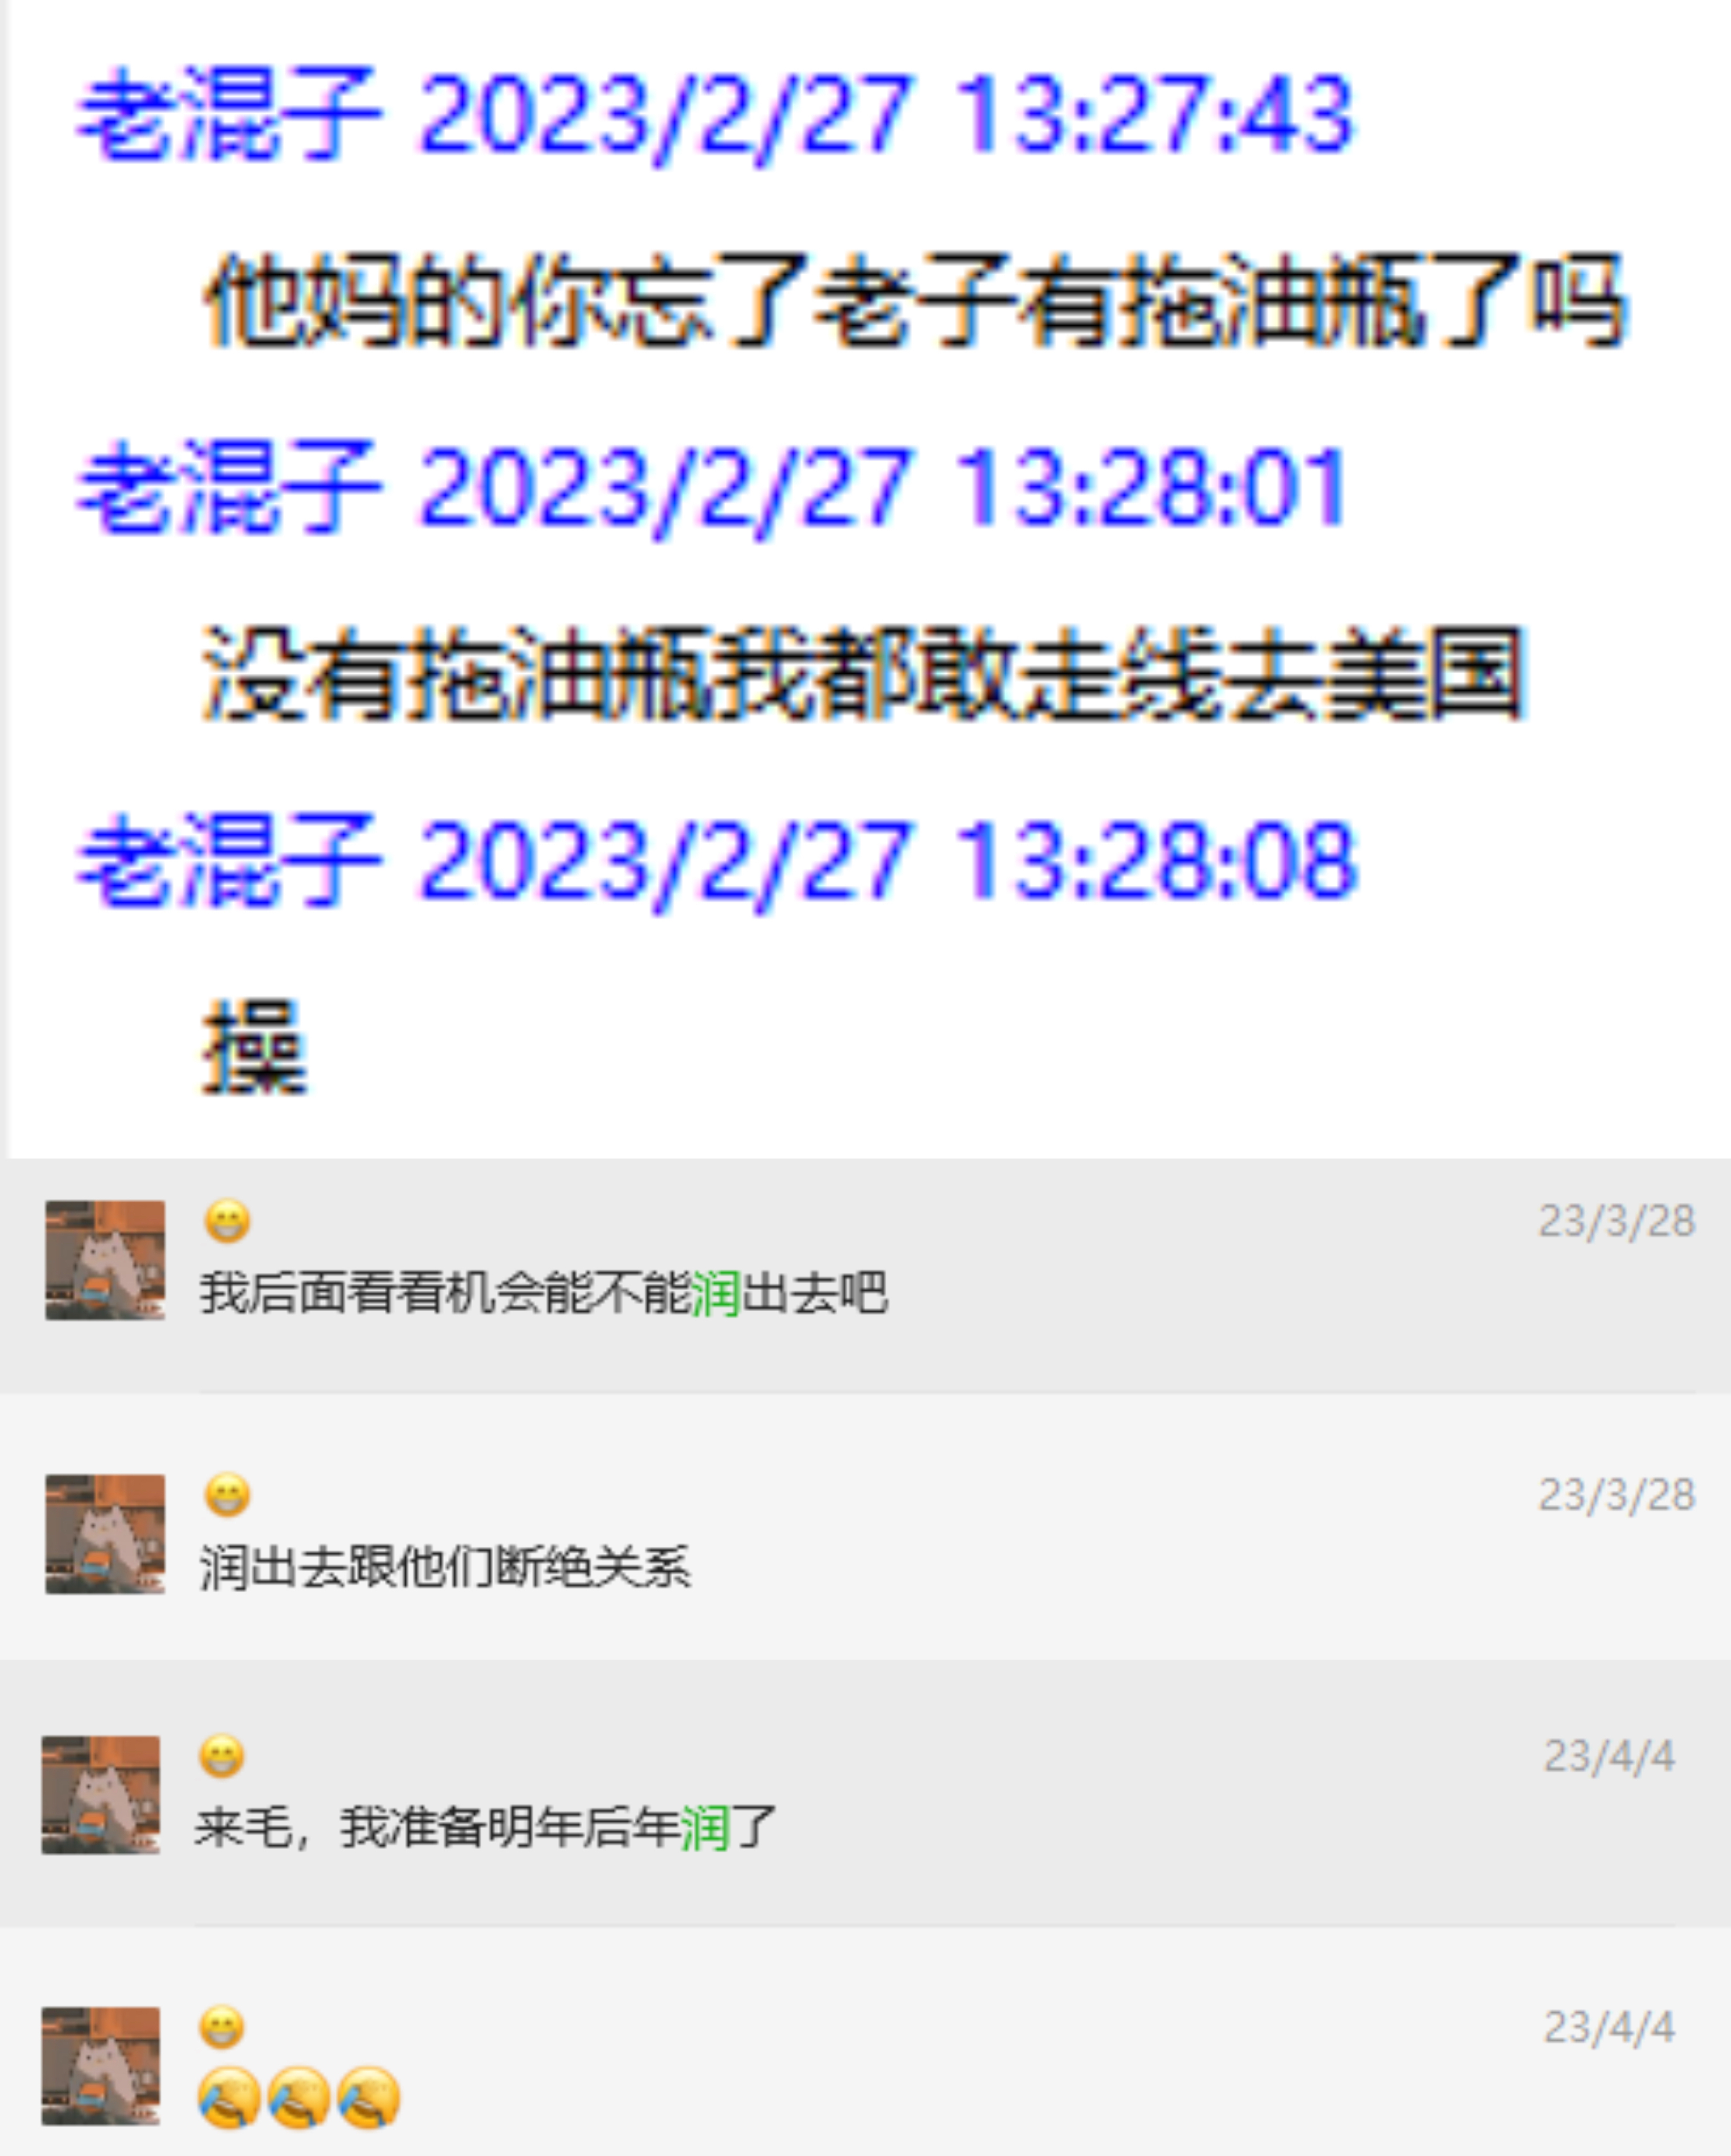 老混子 2023/2/27 13:27:43
他妈的你忘了老子有拖油瓶了吗
老混子 2023/2/27 13:28:01
没有拖油瓶我都敢走线去美国
老混子 2023/2/27 13:28:08
操
😁 23/3/28
我后面看看机会能不能润出去吧
😁 23/3/28
润出去跟他们断绝关系
😁 23/4/4
来毛，我准备明年后年润了
😁 23/4/4